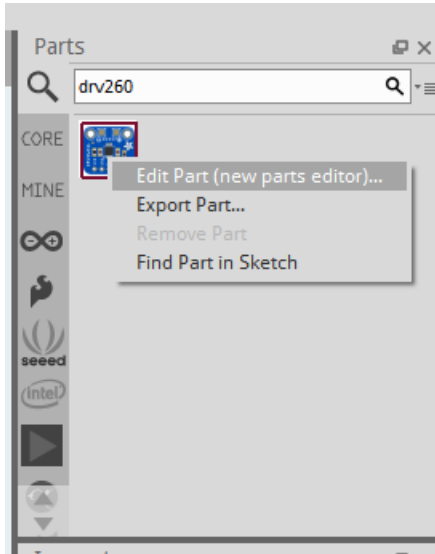 Parts
drv260
CORE
MINE
Edit Part (new parts editor)...
Export Part...
Remove Part
Find Part in Sketch
seeed
intel